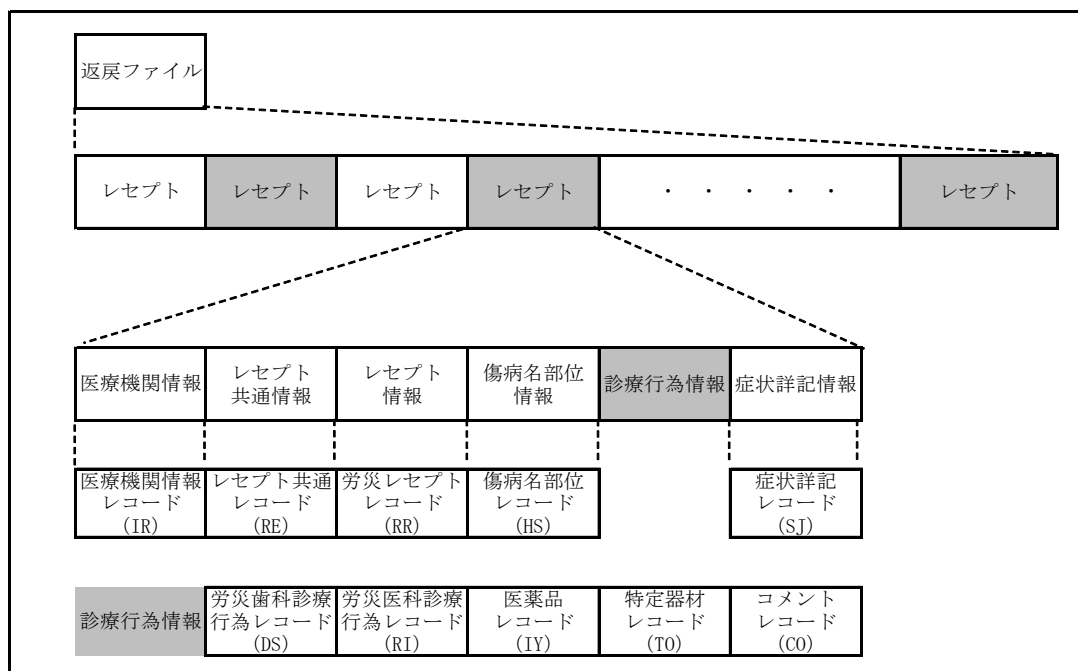 返戻ファイル
レセプト レセプト レセプト レセプト ・ ・ ・ ・ ・ レセプト
医療機関情報 レセプト共通情報 レセプト情報 傷病名部位情報 診療行為情報 症状詳記情報
医療機関情報レコード(IR) レセプト共通レコード(RE) 労災レセプトレコード(RR) 傷病名部位レコード(HS) 症状詳記レコード(SJ)
診療行為情報 労災歯科診療行為レコード(DS) 労災医科診療行為レコード(RI) 医薬品レコード(IY) 特定器材レコード(TO) コメントレコード(CO)